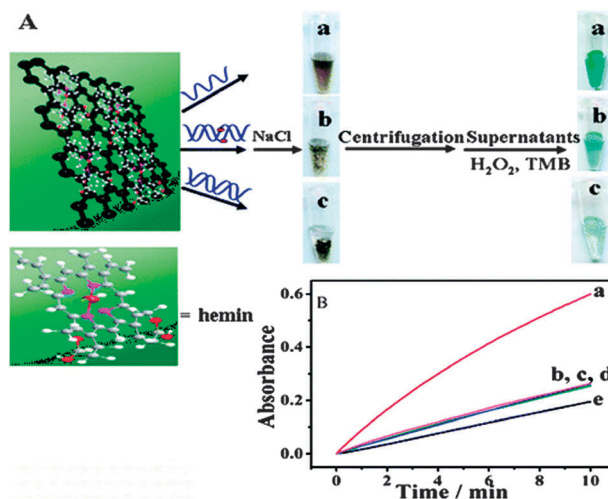 A
a
a
b
NaCl
Centrifugation
Supernatants
H₂O₂, TMB
b
c
c
= hemin
B
Absorbance
0.6
0.4
0.2
0.0
a
b, c, d
e
0 2 4 6 8 10
Time / min